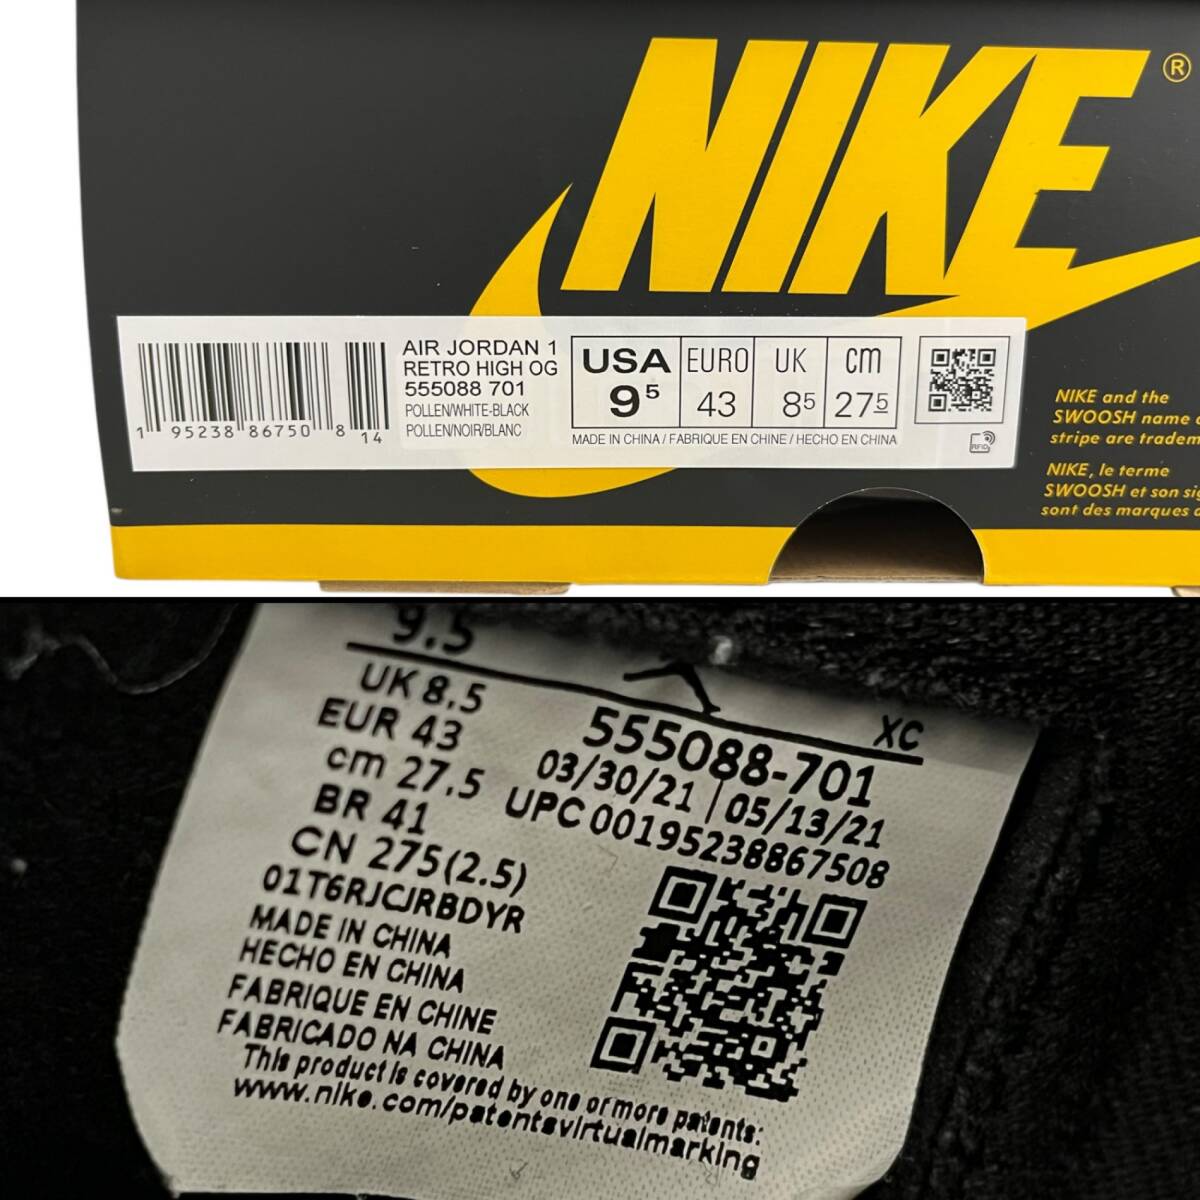 NIKE®
AIR JORDAN 1
RETRO HIGH OG
555088 701
POLLEN/WHITE-BLACK
POLLEN/NOIR/BLANC
1 95238 86750 8 14
USA EURO UK cm
9⁵ 43 8⁵ 27⁵
MADE IN CHINA / FABRIQUE EN CHINE / HECHO EN CHINA
RFID
NIKE and the
SWOOSH name
stripe are tradem
NIKE, le terme
SWOOSH et son sig
sont des marques
9.5
UK 8.5
EUR 43
cm 27.5
BR 41
CN 275(2.5)
01T6RJCJRBDYR
MADE IN CHINA
HECHO EN CHINA
FABRIQUE EN CHINE
FABRICADO NA CHINA
This product is covered by one or more patents:
www.nike.com/patentsvirtualmarking
XC
555088-701
03/30/21 | 05/13/21
UPC 00195238867508